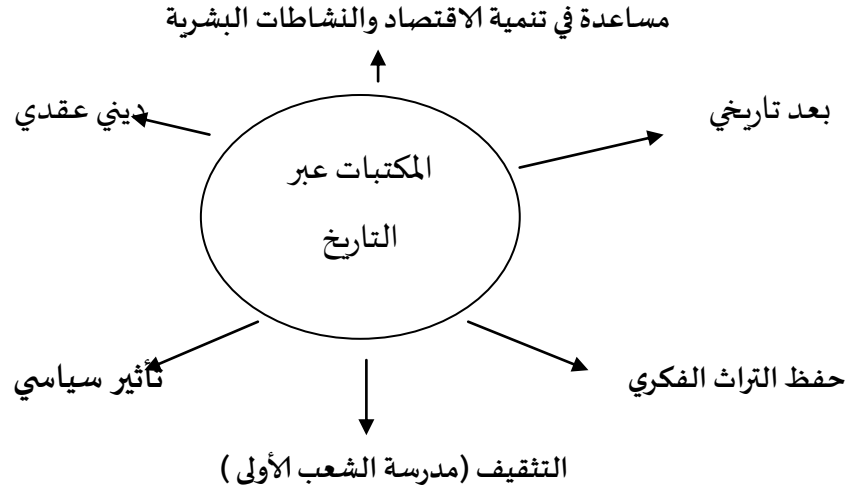 مساعدة في تنمية الاقتصاد والنشاطات البشرية
بعد تاريخي
ديني عقدي
المكتبات عبر
التاريخ
حفظ التراث الفكري
تأثير سياسي
التثقيف (مدرسة الشعب الأولى )